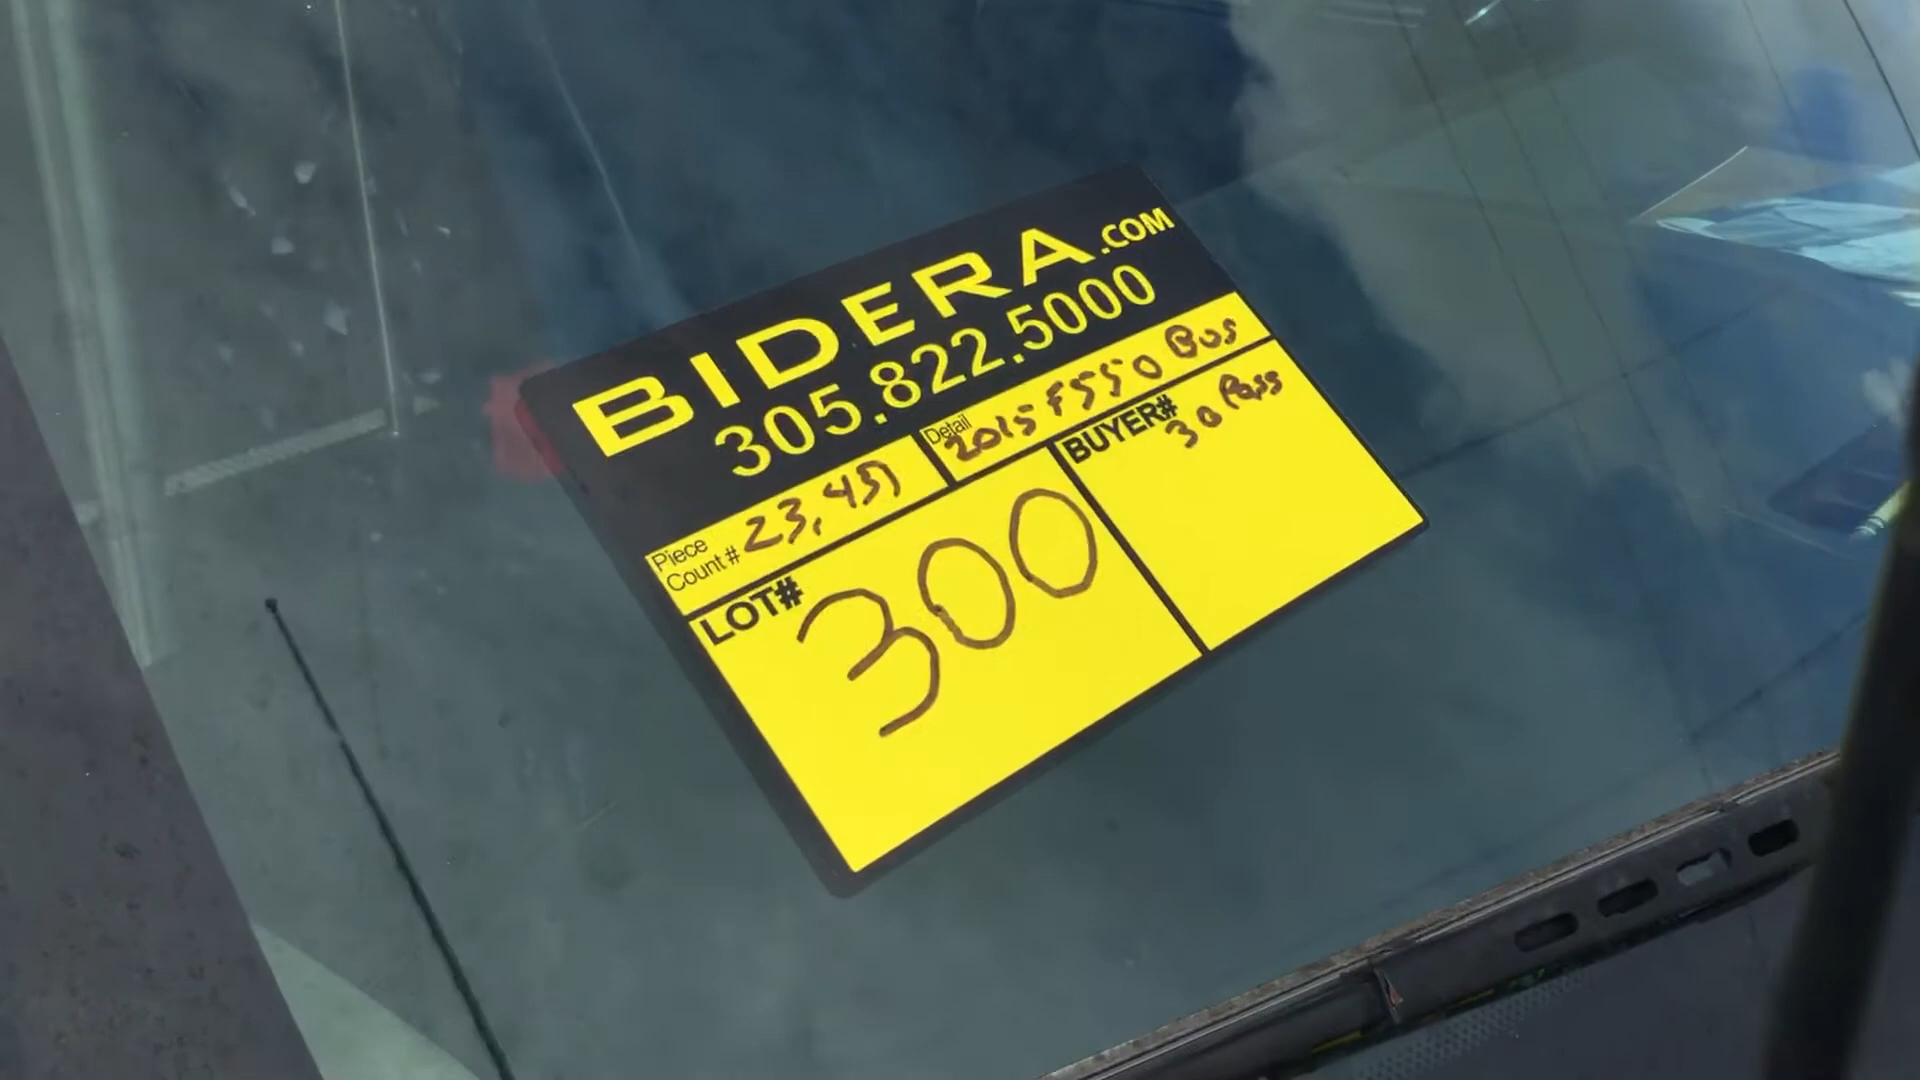 BIDERA.COM
305.822.5000
Piece Count # 23,451
Detail 2015 F550 Bus
LOT# 300
BUYER# 30 Pass